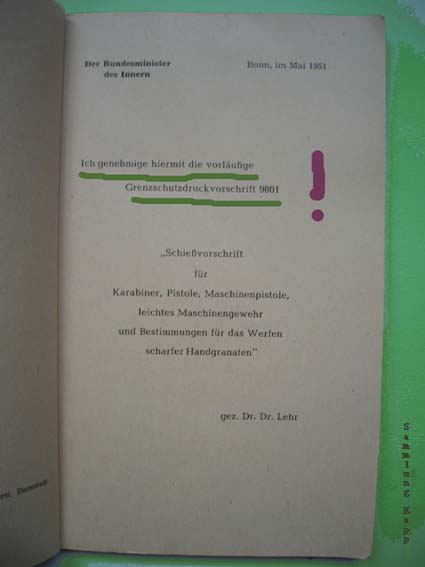 Der Bundesminister
des Innern
Bonn, im Mai 1951
Ich genehmige hiermit die vorläufige
Grenzschutzdruckvorschrift 9801
!
„Schießvorschrift
für
Karabiner, Pistole, Maschinenpistole,
leichtes Maschinengewehr
und Bestimmungen für das Werfen
scharfer Handgranaten"
gez. Dr. Dr. Lehr
Darmstadt
Sammlung Kapp